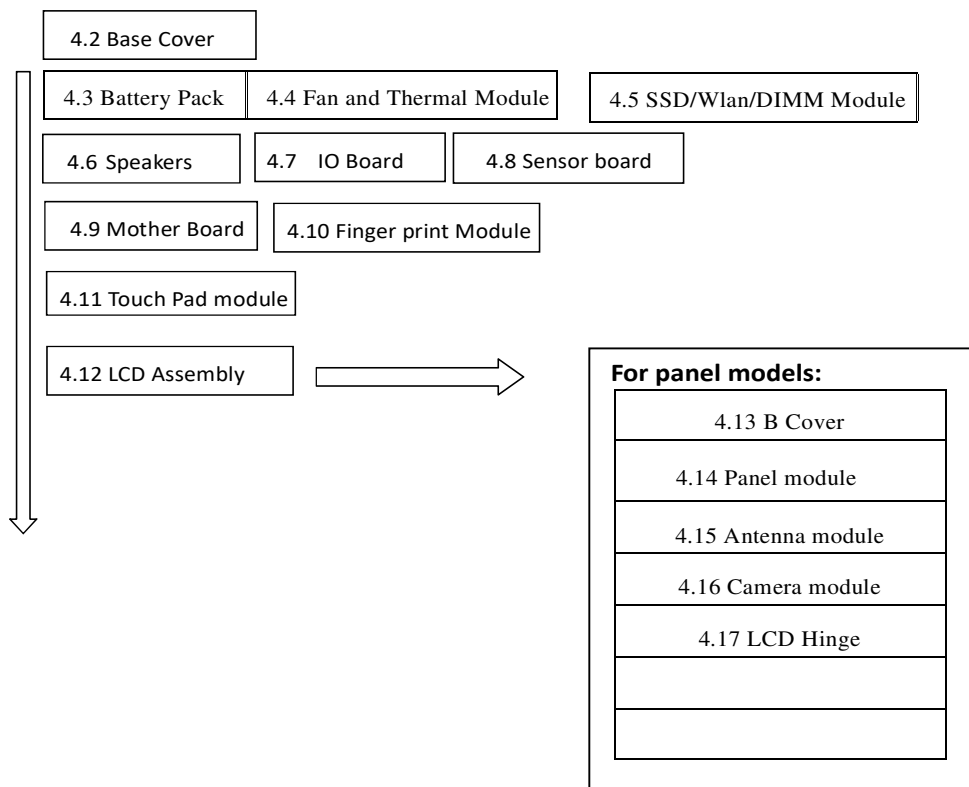 4.2 Base Cover
4.3 Battery Pack
4.4 Fan and Thermal Module
4.5 SSD/Wlan/DIMM Module
4.6 Speakers
4.7 IO Board
4.8 Sensor board
4.9 Mother Board
4.10 Finger print Module
4.11 Touch Pad module
4.12 LCD Assembly
For panel models:
4.13 B Cover
4.14 Panel module
4.15 Antenna module
4.16 Camera module
4.17 LCD Hinge